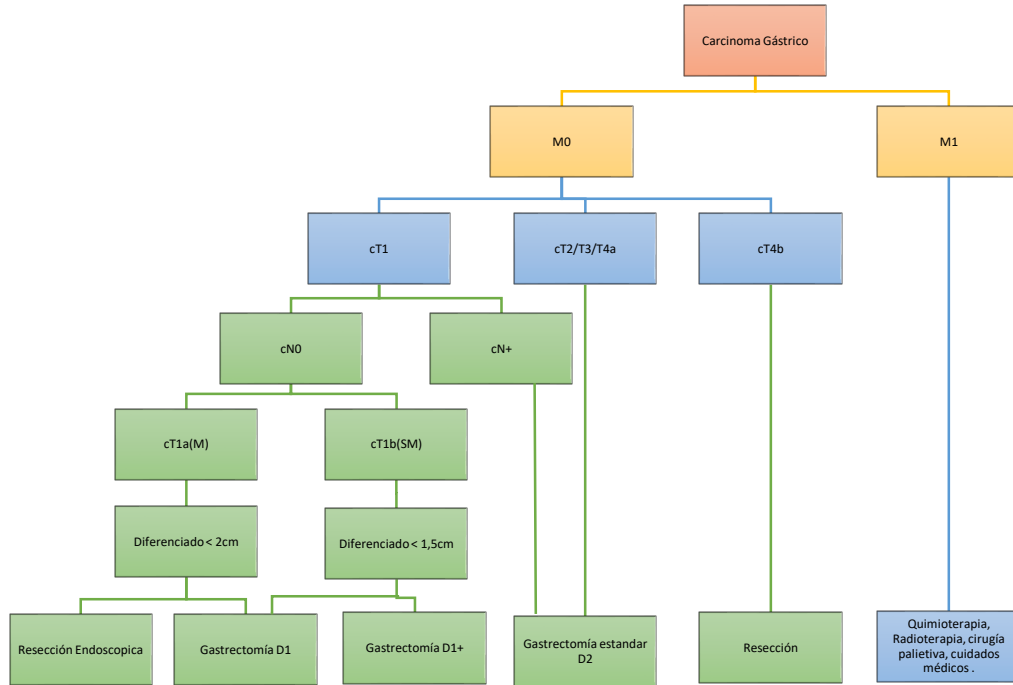 Carcinoma Gástrico
M0
M1
cT1
cT2/T3/T4a
cT4b
cN0
cN+
cT1a(M)
cT1b(SM)
Diferenciado < 2cm
Diferenciado < 1,5cm
Resección Endoscopica
Gastrectomía D1
Gastrectomía D1+
Gastrectomía estandar
D2
Resección
Quimioterapia,
Radioterapia, cirugía
palietiva, cuidados
médicos .